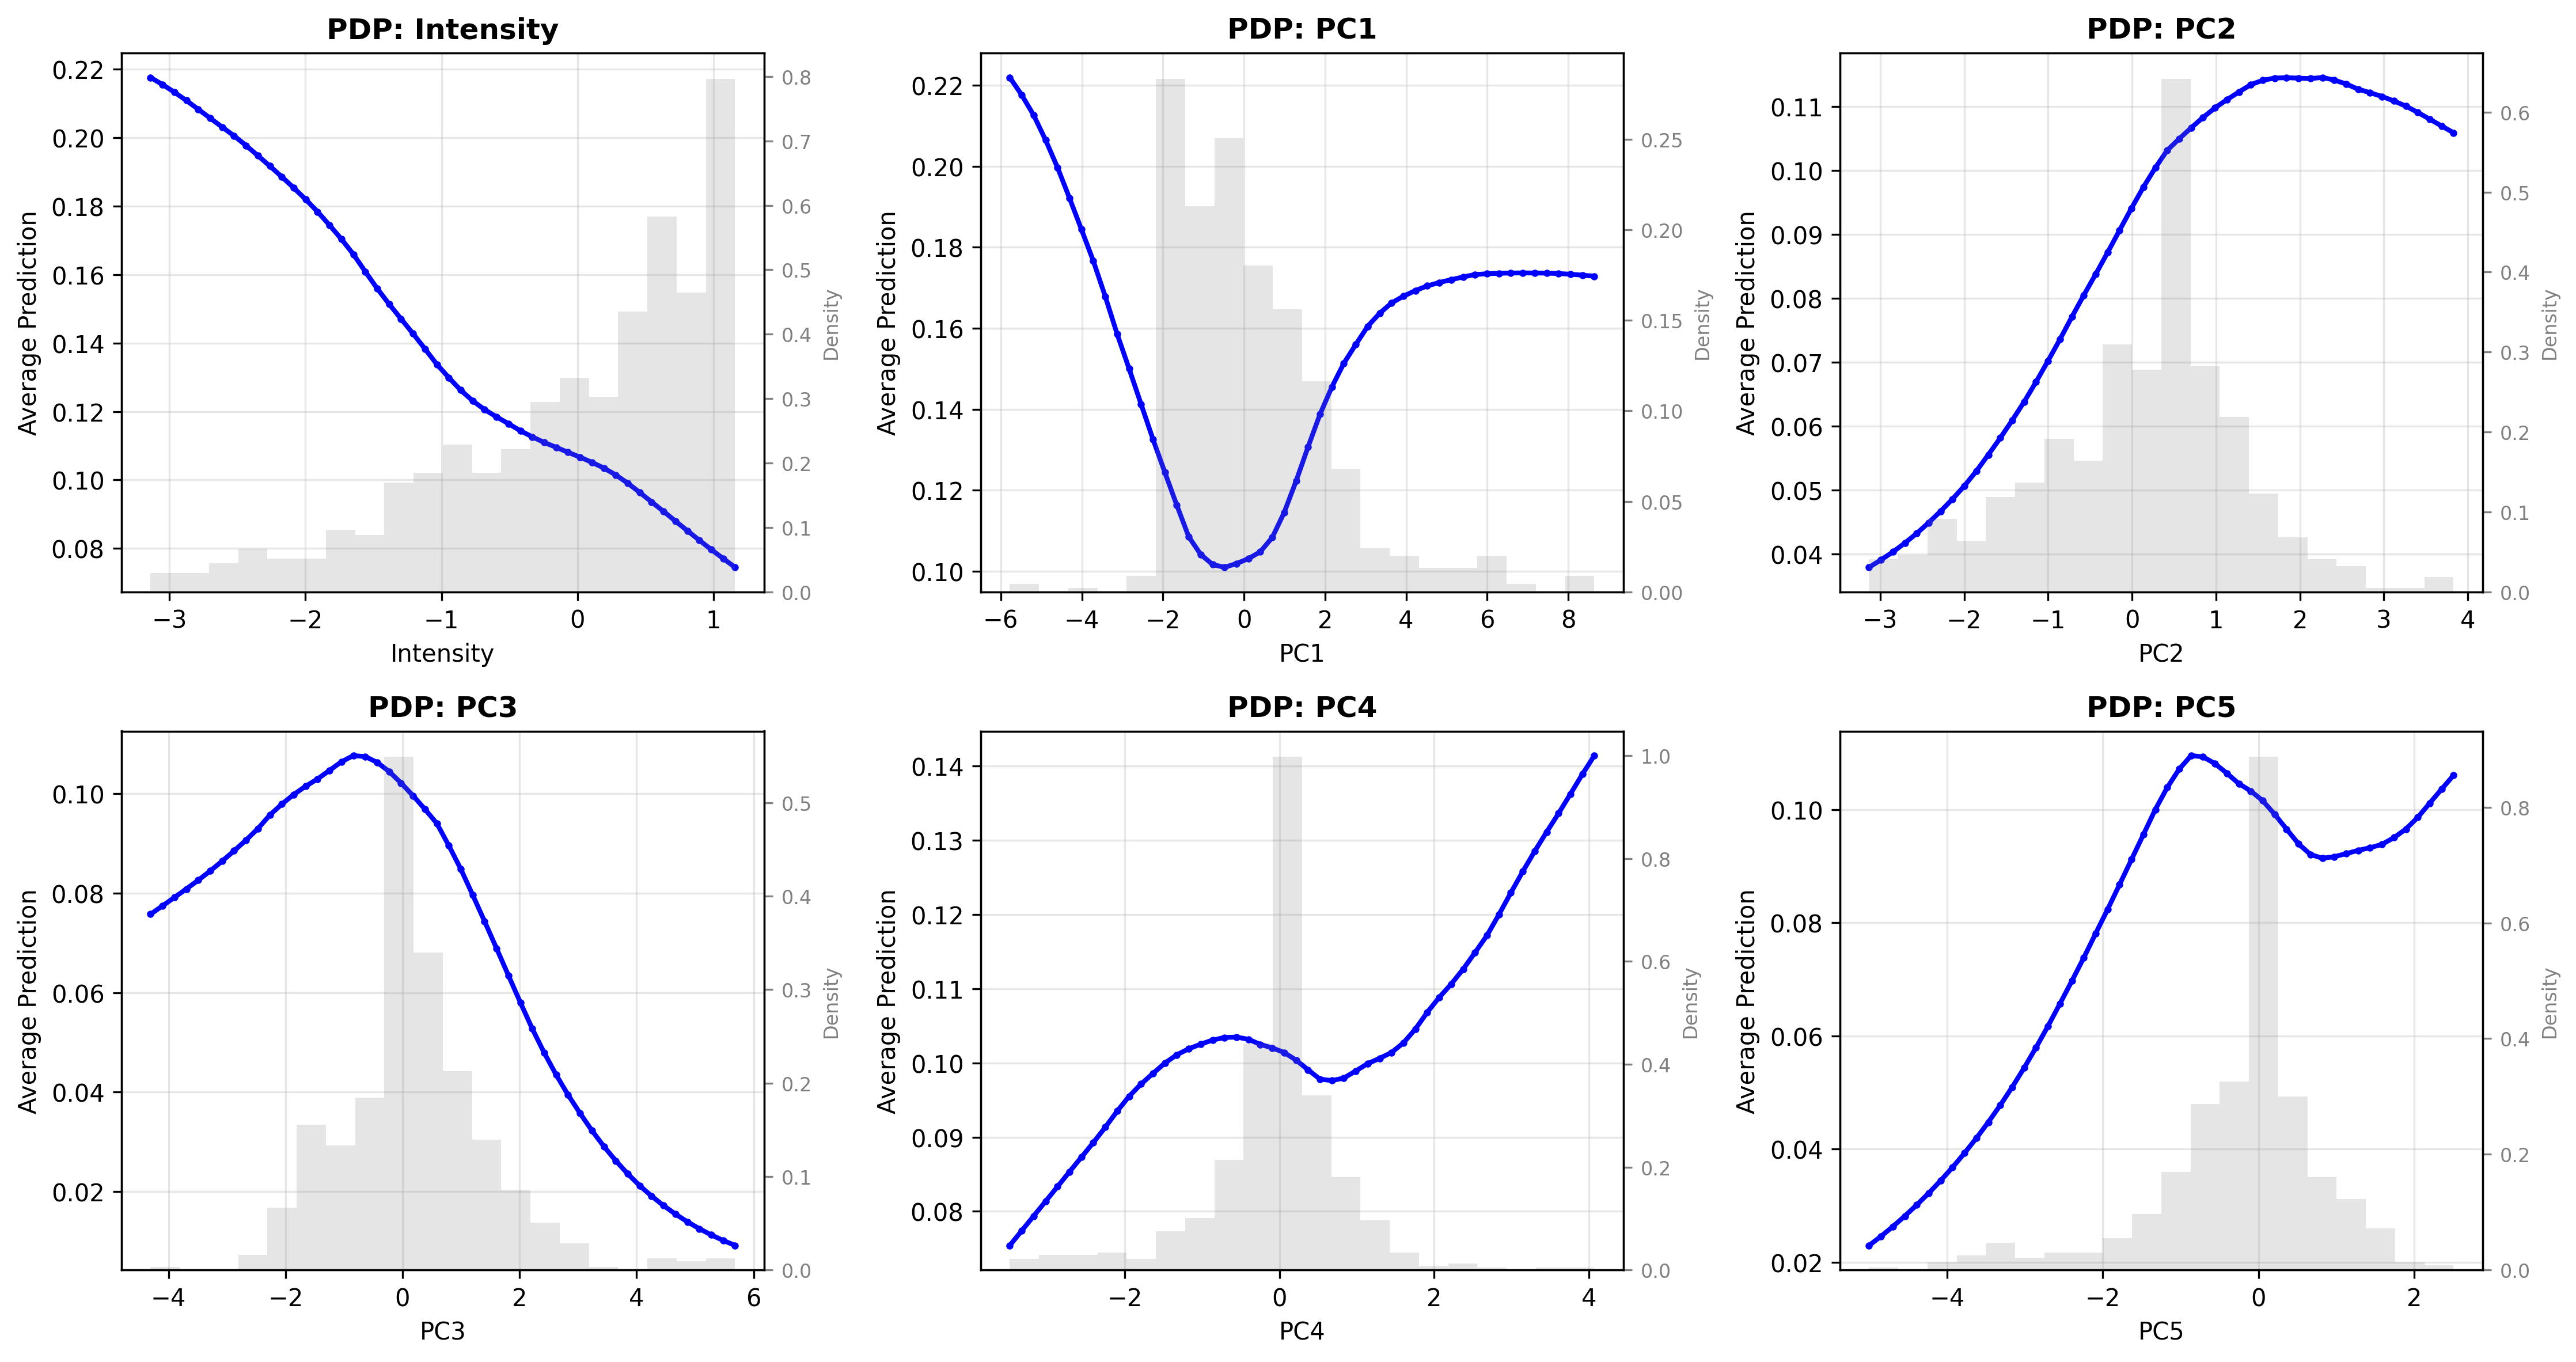 PDP: Intensity
0.22
0.20
0.18
0.16
0.14
0.12
0.10
0.08
Average Prediction
0.8
0.7
0.6
0.5
0.4
0.3
0.2
0.1
0.0
Density
−3 −2 −1 0 1
Intensity
PDP: PC1
0.22
0.20
0.18
0.16
0.14
0.12
0.10
Average Prediction
0.25
0.20
0.15
0.10
0.05
0.00
Density
−6 −4 −2 0 2 4 6 8
PC1
PDP: PC2
0.11
0.10
0.09
0.08
0.07
0.06
0.05
0.04
Average Prediction
0.6
0.5
0.4
0.3
0.2
0.1
0.0
Density
−3 −2 −1 0 1 2 3 4
PC2
PDP: PC3
0.10
0.08
0.06
0.04
0.02
Average Prediction
0.5
0.4
0.3
0.2
0.1
0.0
Density
−4 −2 0 2 4 6
PC3
PDP: PC4
0.14
0.13
0.12
0.11
0.10
0.09
0.08
Average Prediction
1.0
0.8
0.6
0.4
0.2
0.0
Density
−2 0 2 4
PC4
PDP: PC5
0.10
0.08
0.06
0.04
0.02
Average Prediction
0.8
0.6
0.4
0.2
0.0
Density
−4 −2 0 2
PC5